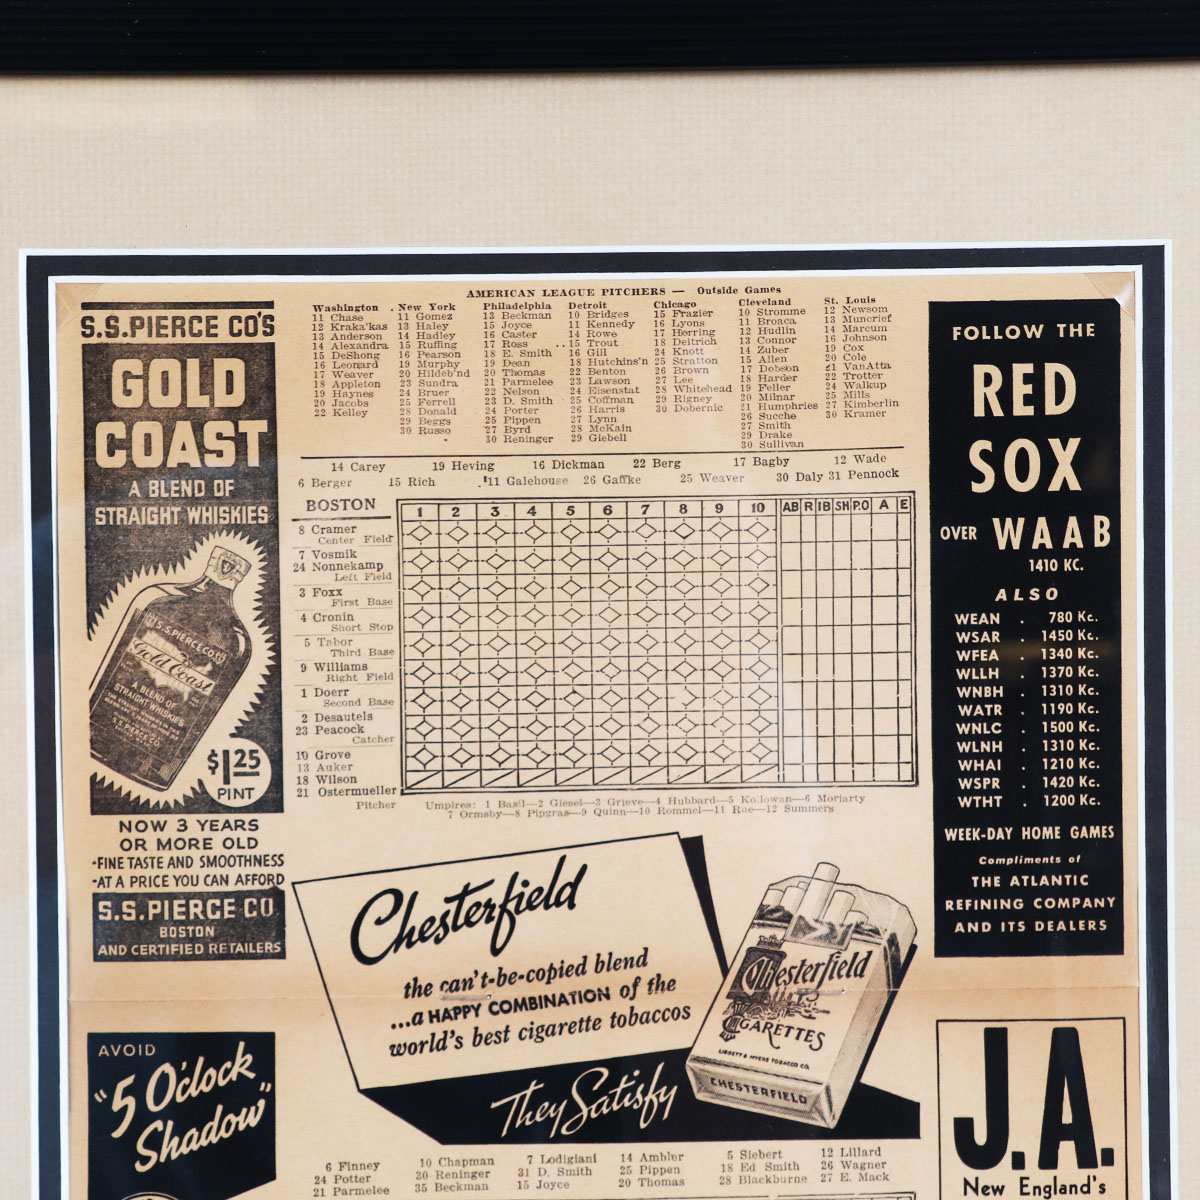 AMERICAN LEAGUE PITCHERS — Outside Games
Washington
11 Chase
12 Kraka'kas
13 Anderson
14 Alexandra
15 DeShong
16 Leonard
17 Weaver
18 Appleton
19 Haynes
20 Jacobs
22 Kelley
New York
11 Gomez
13 Haley
14 Hadley
15 Ruffing
16 Pearson
19 Murphy
20 Hildeb'nd
23 Sundra
24 Bruer
25 Ferrell
28 Donald
29 Beggs
30 Russo
Philadelphia
13 Beckman
15 Joyce
16 Caster
17 Ross
18 E. Smith
19 Dean
20 Thomas
21 Parmelee
22 Nelson
23 D. Smith
24 Porter
25 Pippen
27 Byrd
30 Reninger
Detroit
10 Bridges
11 Kennedy
14 Rowe
15 Trout
16 Gill
18 Hutchins'n
22 Benton
23 Lawson
24 Eisenstat
25 Coffman
26 Harris
27 Lynn
28 McKain
29 Giebell
Chicago
15 Frazier
16 Lyons
17 Herring
18 Deitrich
24 Knott
25 Stratton
26 Brown
27 Lee
28 Whitehead
29 Rigney
30 Dobernic
Cleveland
10 Stromme
11 Broaca
12 Hudlin
13 Connor
14 Zuber
15 Allen
17 Dobson
18 Harder
19 Feller
20 Milnar
21 Humphries
26 Sucche
27 Smith
29 Drake
30 Sullivan
St. Louis
12 Newsom
13 Muncrief
14 Marcum
16 Johnson
19 Cox
20 Cole
21 VanAtta
22 Trotter
24 Walkup
25 Mills
27 Kimberlin
30 Kramer
14 Carey 19 Heving 16 Dickman 22 Berg 17 Bagby 12 Wade
6 Berger 15 Rich 11 Galehouse 26 Gaffke 25 Weaver 30 Daly 31 Pennock
BOSTON 1 2 3 4 5 6 7 8 9 10 AB R IB SH P.O A E
8 Cramer
Center Field
7 Vosmik
24 Nonnekamp
Left Field
3 Foxx
First Base
4 Cronin
Short Stop
5 Tabor
Third Base
9 Williams
Right Field
1 Doerr
Second Base
2 Desautels
23 Peacock
Catcher
10 Grove
13 Auker
18 Wilson
21 Ostermueller
Pitcher
Umpires: 1 Basil—2 Giesel—3 Grieve—4 Hubbard—5 Kollowan—6 Moriarty
7 Ormsby—8 Pipgras—9 Quinn—10 Rommel—11 Rue—12 Summers
S.S.PIERCE CO'S
GOLD
COAST
A BLEND OF
STRAIGHT WHISKIES
S.S.PIERCE CO.
Gold Coast
A BLEND OF
STRAIGHT WHISKIES
S.S.PIERCE CO.
$1.25
PINT
NOW 3 YEARS
OR MORE OLD
-FINE TASTE AND SMOOTHNESS
-AT A PRICE YOU CAN AFFORD
S.S.PIERCE CO
BOSTON
AND CERTIFIED RETAILERS
FOLLOW THE
RED
SOX
OVER WAAB
1410 KC.
ALSO
WEAN . 780 Kc.
WSAR . 1450 Kc.
WFEA . 1340 Kc.
WLLH . 1370 Kc.
WNBH . 1310 Kc.
WATR . 1190 Kc.
WNLC . 1500 Kc.
WLNH . 1310 Kc.
WHAI . 1210 Kc.
WSPR . 1420 Kc.
WTHT . 1200 Kc.
WEEK-DAY HOME GAMES
Compliments of
THE ATLANTIC
REFINING COMPANY
AND ITS DEALERS
Chesterfield
the can't-be-copied blend
...a HAPPY COMBINATION of the
world's best cigarette tobaccos
They Satisfy
Chesterfield
CIGARETTES
LIGGETT & MYERS TOBACCO CO.
CHESTERFIELD
AVOID
"5 O'clock
Shadow"
J.A.
New England's
6 Finney 10 Chapman 7 Lodigiani 14 Ambler 5 Siebert 12 Lillard
24 Potter 30 Reninger 31 D. Smith 25 Pippen 18 Ed Smith 26 Wagner
21 Parmelee 35 Beckman 15 Joyce 20 Thomas 28 Blackburne 27 E. Mack